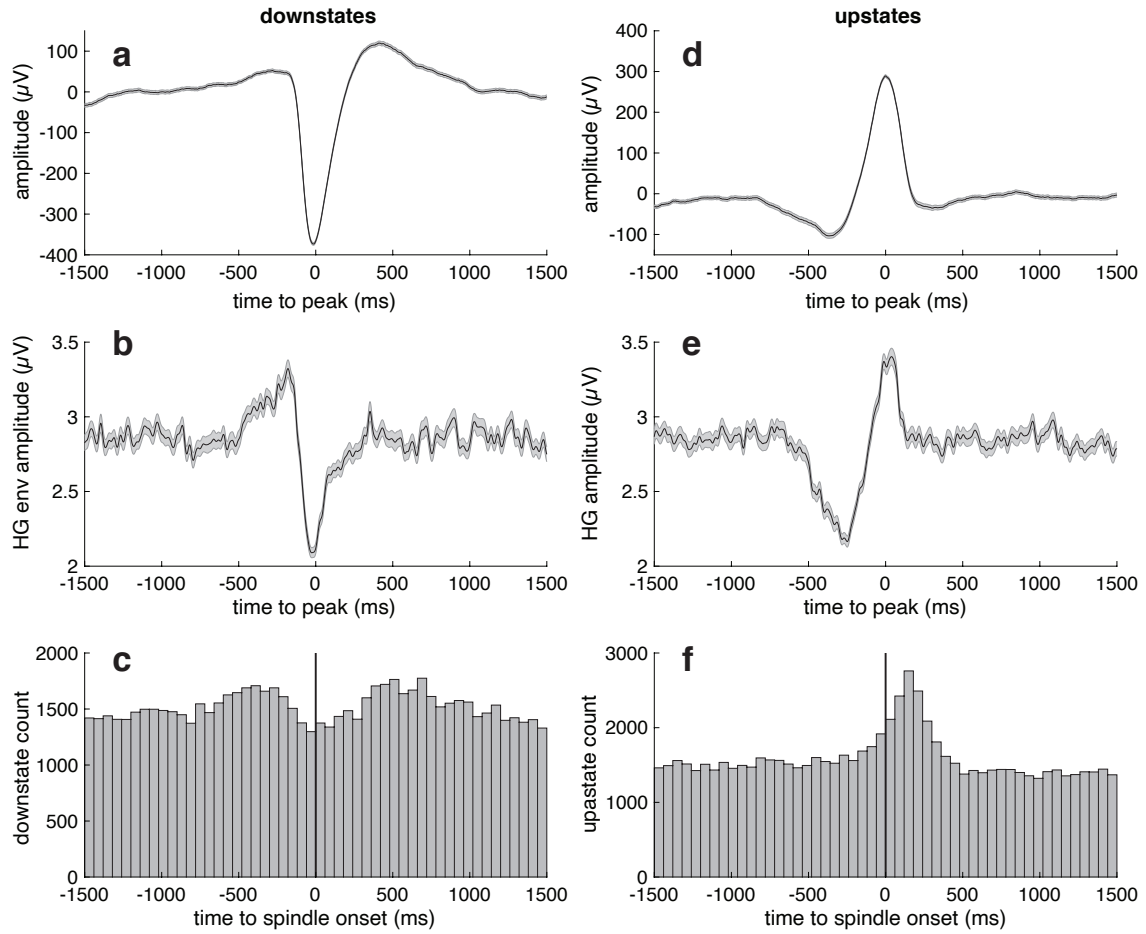 downstates
upstates
a
100
0
-100
-200
-300
-400
amplitude (µV)
-1500 -1000 -500 0 500 1000 1500
time to peak (ms)
d
400
300
200
100
0
-100
amplitude (µV)
-1500 -1000 -500 0 500 1000 1500
time to peak (ms)
b
3.5
3
2.5
2
HG env amplitude (µV)
-1500 -1000 -500 0 500 1000 1500
time to peak (ms)
e
3.5
3
2.5
2
HG amplitude (µV)
-1500 -1000 -500 0 500 1000 1500
time to peak (ms)
c
2000
1500
1000
500
0
downstate count
-1500 -1000 -500 0 500 1000 1500
time to spindle onset (ms)
f
3000
2000
1000
0
upastate count
-1500 -1000 -500 0 500 1000 1500
time to spindle onset (ms)